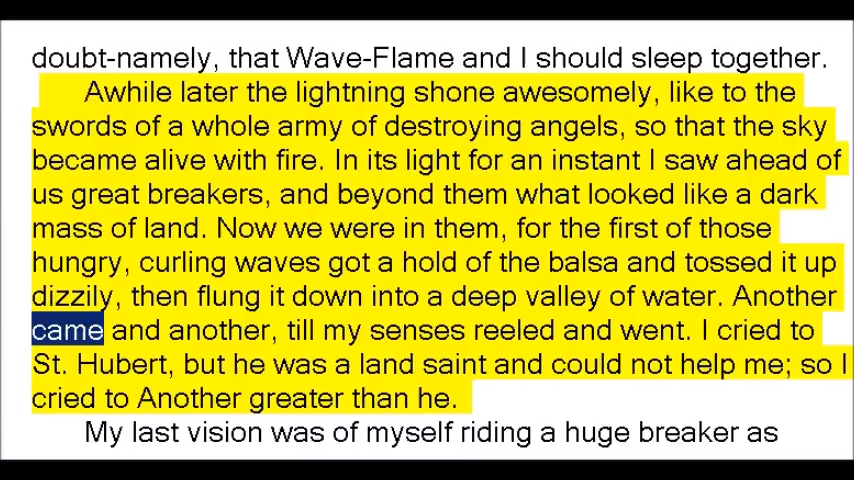 doubt-namely, that Wave-Flame and I should sleep together.
Awhile later the lightning shone awesomely, like to the
swords of a whole army of destroying angels, so that the sky
became alive with fire. In its light for an instant I saw ahead of
us great breakers, and beyond them what looked like a dark
mass of land. Now we were in them, for the first of those
hungry, curling waves got a hold of the balsa and tossed it up
dizzily, then flung it down into a deep valley of water. Another
came and another, till my senses reeled and went. I cried to
St. Hubert, but he was a land saint and could not help me; so I
cried to Another greater than he.
My last vision was of myself riding a huge breaker as